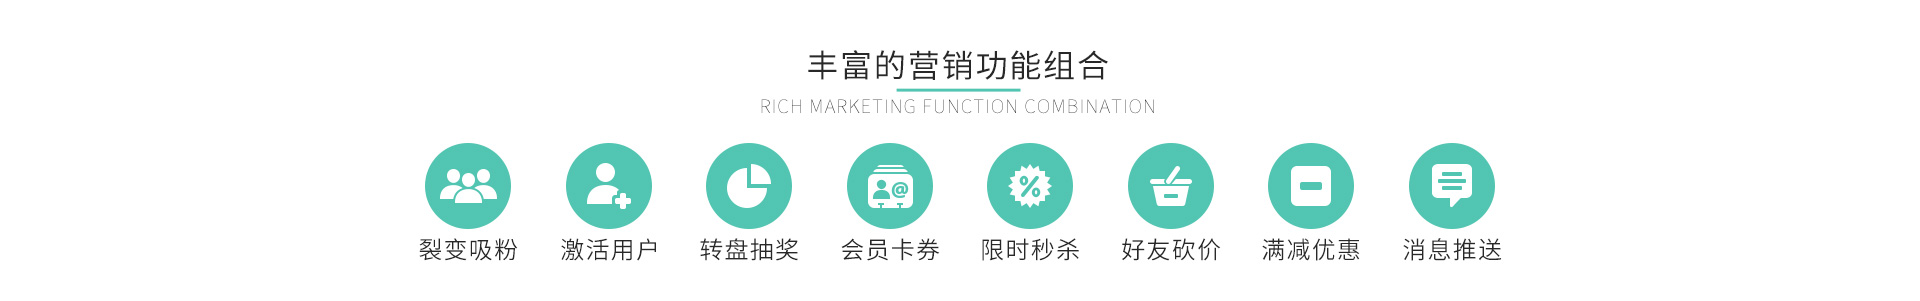 丰富的营销功能组合
RICH MARKETING FUNCTION COMBINATION
裂变吸粉 激活用户 转盘抽奖 会员卡券 限时秒杀 好友砍价 满减优惠 消息推送